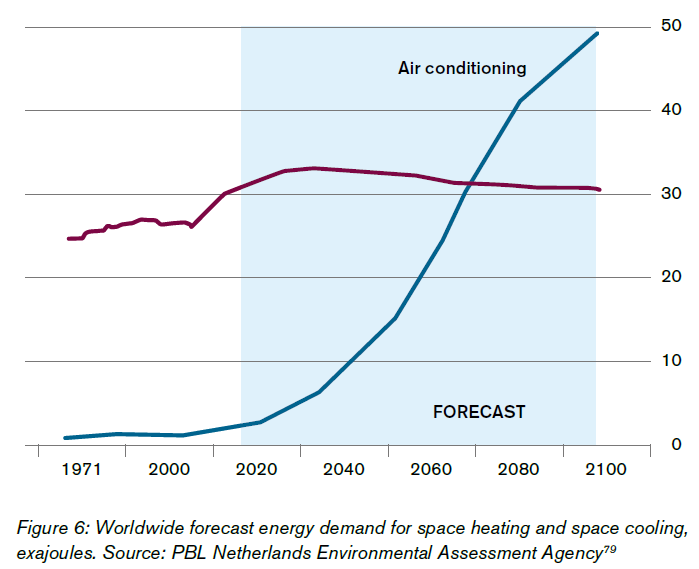 50
Air conditioning
40
30
20
10
FORECAST
0
1971 2000 2020 2040 2060 2080 2100
Figure 6: Worldwide forecast energy demand for space heating and space cooling,
exajoules. Source: PBL Netherlands Environmental Assessment Agency⁷⁹